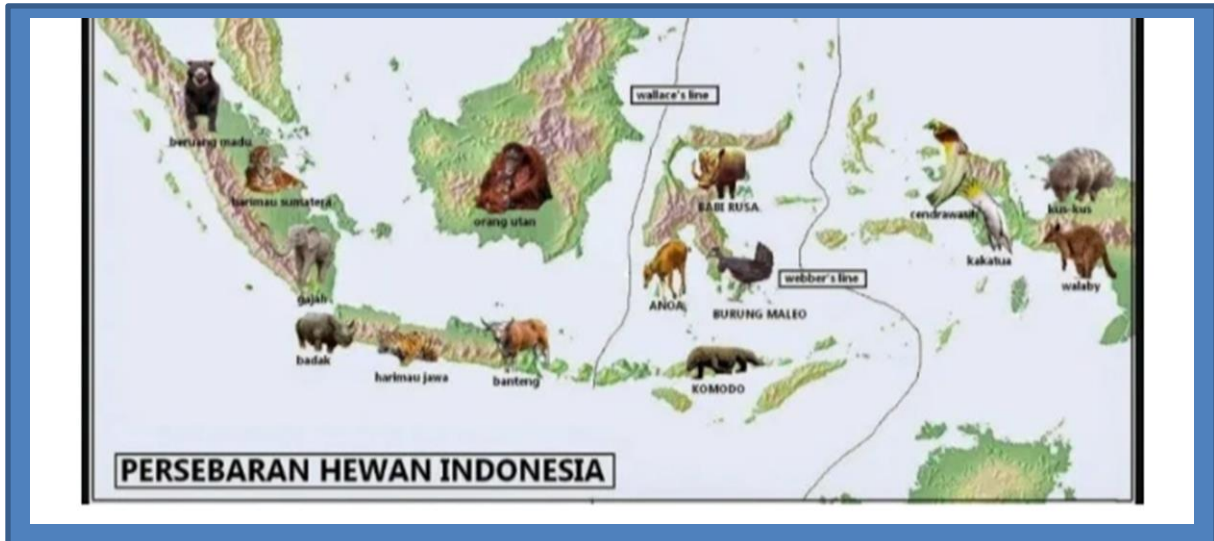 wallace's line
beruang madu
harimau sumatera
orang utan
BABI RUSA
cendrawasih
kus-kus
kakatua
walaby
gajah
webber's line
ANOA
BURUNG MALEO
badak
harimau jawa
banteng
KOMODO
PERSEBARAN HEWAN INDONESIA